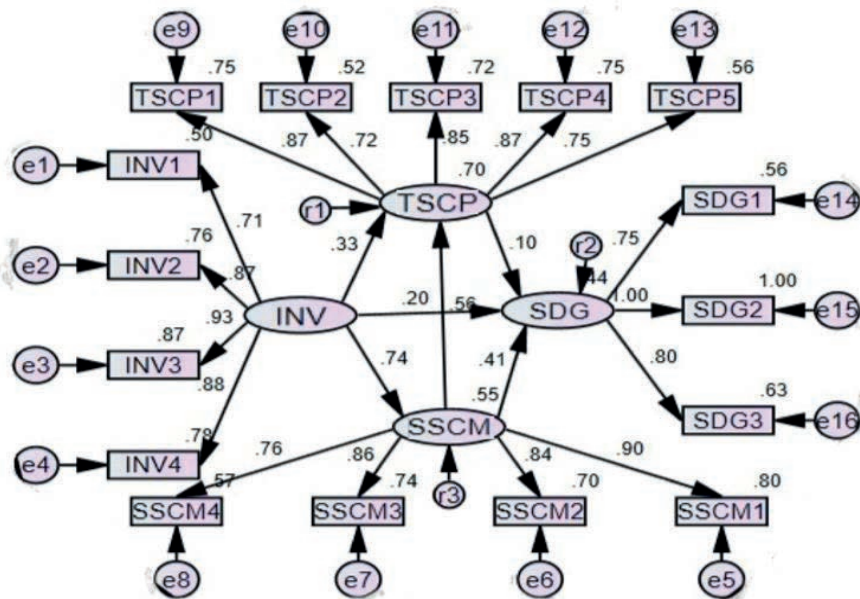 e9 e10 e11 e12 e13
.75 .52 .72 .75 .56
TSCP1 TSCP2 TSCP3 TSCP4 TSCP5
.50 .87 .72 .85 .87 .75
e1 INV1
.70 .56
TSCP SDG1 e14
r1
.71 .33 .10 r2 .75
.76
e2 INV2 .87
.44 1.00 1.00
.93 INV .20 .56 SDG SDG2 e15
.87
e3 INV3 .74 .41 .80
.88 .55 .63
SSCM SDG3 e16
.78
e4 INV4 .76 .86 .84 .90
.57 .74 r3 .70 .80
SSCM4 SSCM3 SSCM2 SSCM1
e8 e7 e6 e5